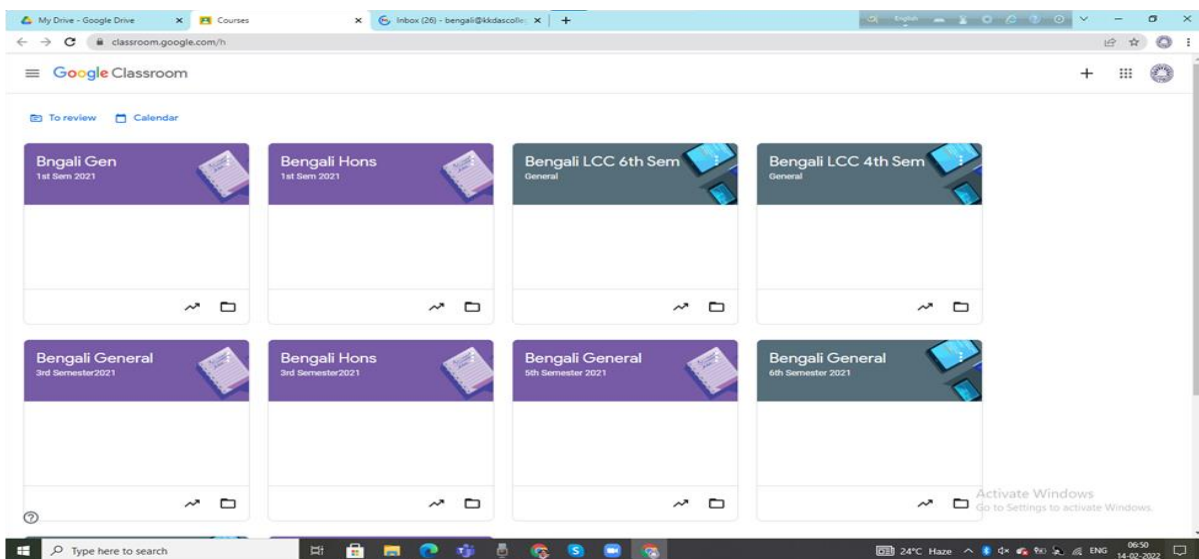 My Drive - Google Drive
Courses
Inbox (26) - bengali@kkdascolle
English
classroom.google.com/h
Google Classroom
To review Calendar
Bngali Gen
1st Sem 2021
Bengali Hons
1st Sem 2021
Bengali LCC 6th Sem
General
Bengali LCC 4th Sem
General
Bengali General
3rd Semester2021
Bengali Hons
3rd Semester2021
Bengali General
5th Semester 2021
Bengali General
6th Semester 2021
Activate Windows
Go to Settings to activate Windows.
Type here to search
24°C Haze
ENG
06:50
14-02-2022